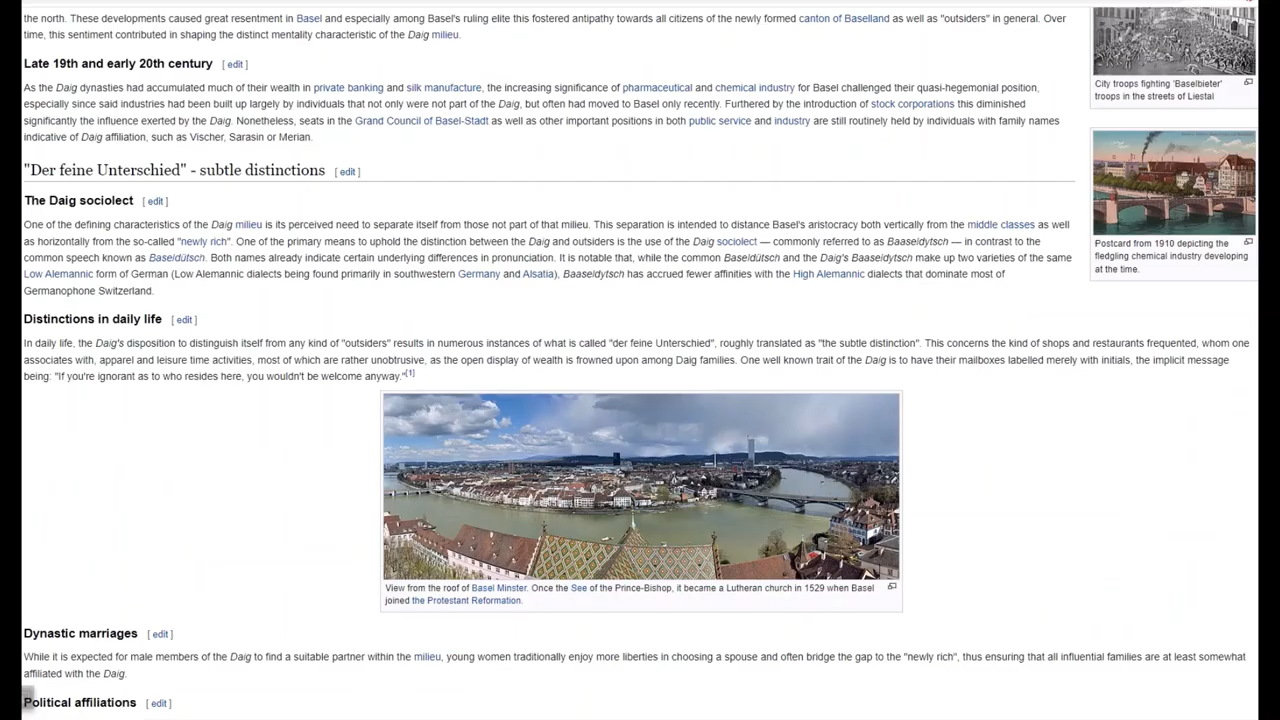 the north. These developments caused great resentment in Basel and especially among Basel's ruling elite this fostered antipathy towards all citizens of the newly formed canton of Baselland as well as "outsiders" in general. Over
time, this sentiment contributed in shaping the distinct mentality characteristic of the Daig milieu.
Late 19th and early 20th century [ edit ]
As the Daig dynasties had accumulated much of their wealth in private banking and silk manufacture, the increasing significance of pharmaceutical and chemical industry for Basel challenged their quasi-hegemonial position,
especially since said industries had been built up largely by individuals that not only were not part of the Daig, but often had moved to Basel only recently. Furthered by the introduction of stock corporations this diminished
significantly the influence exerted by the Daig. Nonetheless, seats in the Grand Council of Basel-Stadt as well as other important positions in both public service and industry are still routinely held by individuals with family names
indicative of Daig affiliation, such as Vischer, Sarasin or Merian.
City troops fighting 'Baselbieter'
troops in the streets of Liestal
"Der feine Unterschied" - subtle distinctions [ edit ]
The Daig sociolect [ edit ]
One of the defining characteristics of the Daig milieu is its perceived need to separate itself from those not part of that milieu. This separation is intended to distance Basel's aristocracy both vertically from the middle classes as well
as horizontally from the so-called "newly rich". One of the primary means to uphold the distinction between the Daig and outsiders is the use of the Daig sociolect — commonly referred to as Baaseidytsch — in contrast to the
common speech known as Baseldütsch. Both names already indicate certain underlying differences in pronunciation. It is notable that, while the common Baseldütsch and the Daig's Baaseldytsch make up two varieties of the same
Low Alemannic form of German (Low Alemannic dialects being found primarily in southwestern Germany and Alsatia), Baaseldytsch has accrued fewer affinities with the High Alemannic dialects that dominate most of
Germanophone Switzerland.
Postcard from 1910 depicting the
fledgling chemical industry developing
at the time.
Distinctions in daily life [ edit ]
In daily life, the Daig's disposition to distinguish itself from any kind of "outsiders" results in numerous instances of what is called "der feine Unterschied", roughly translated as "the subtle distinction". This concerns the kind of shops and restaurants frequented, whom one
associates with, apparel and leisure time activities, most of which are rather unobtrusive, as the open display of wealth is frowned upon among Daig families. One well known trait of the Daig is to have their mailboxes labelled merely with initials, the implicit message
being: "If you're ignorant as to who resides here, you wouldn't be welcome anyway."[1]
View from the roof of Basel Minster. Once the See of the Prince-Bishop, it became a Lutheran church in 1529 when Basel
joined the Protestant Reformation.
Dynastic marriages [ edit ]
While it is expected for male members of the Daig to find a suitable partner within the milieu, young women traditionally enjoy more liberties in choosing a spouse and often bridge the gap to the "newly rich", thus ensuring that all influential families are at least somewhat
affiliated with the Daig.
Political affiliations [ edit ]